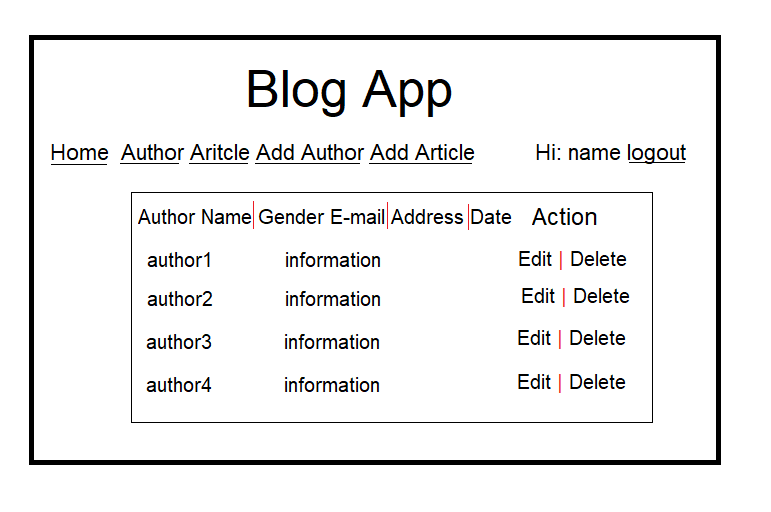 Blog App
Home Author Aritcle Add Author Add Article Hi: name logout
Author Name Gender E-mail Address Date Action
author1 information Edit | Delete
author2 information Edit | Delete
author3 information Edit | Delete
author4 information Edit | Delete